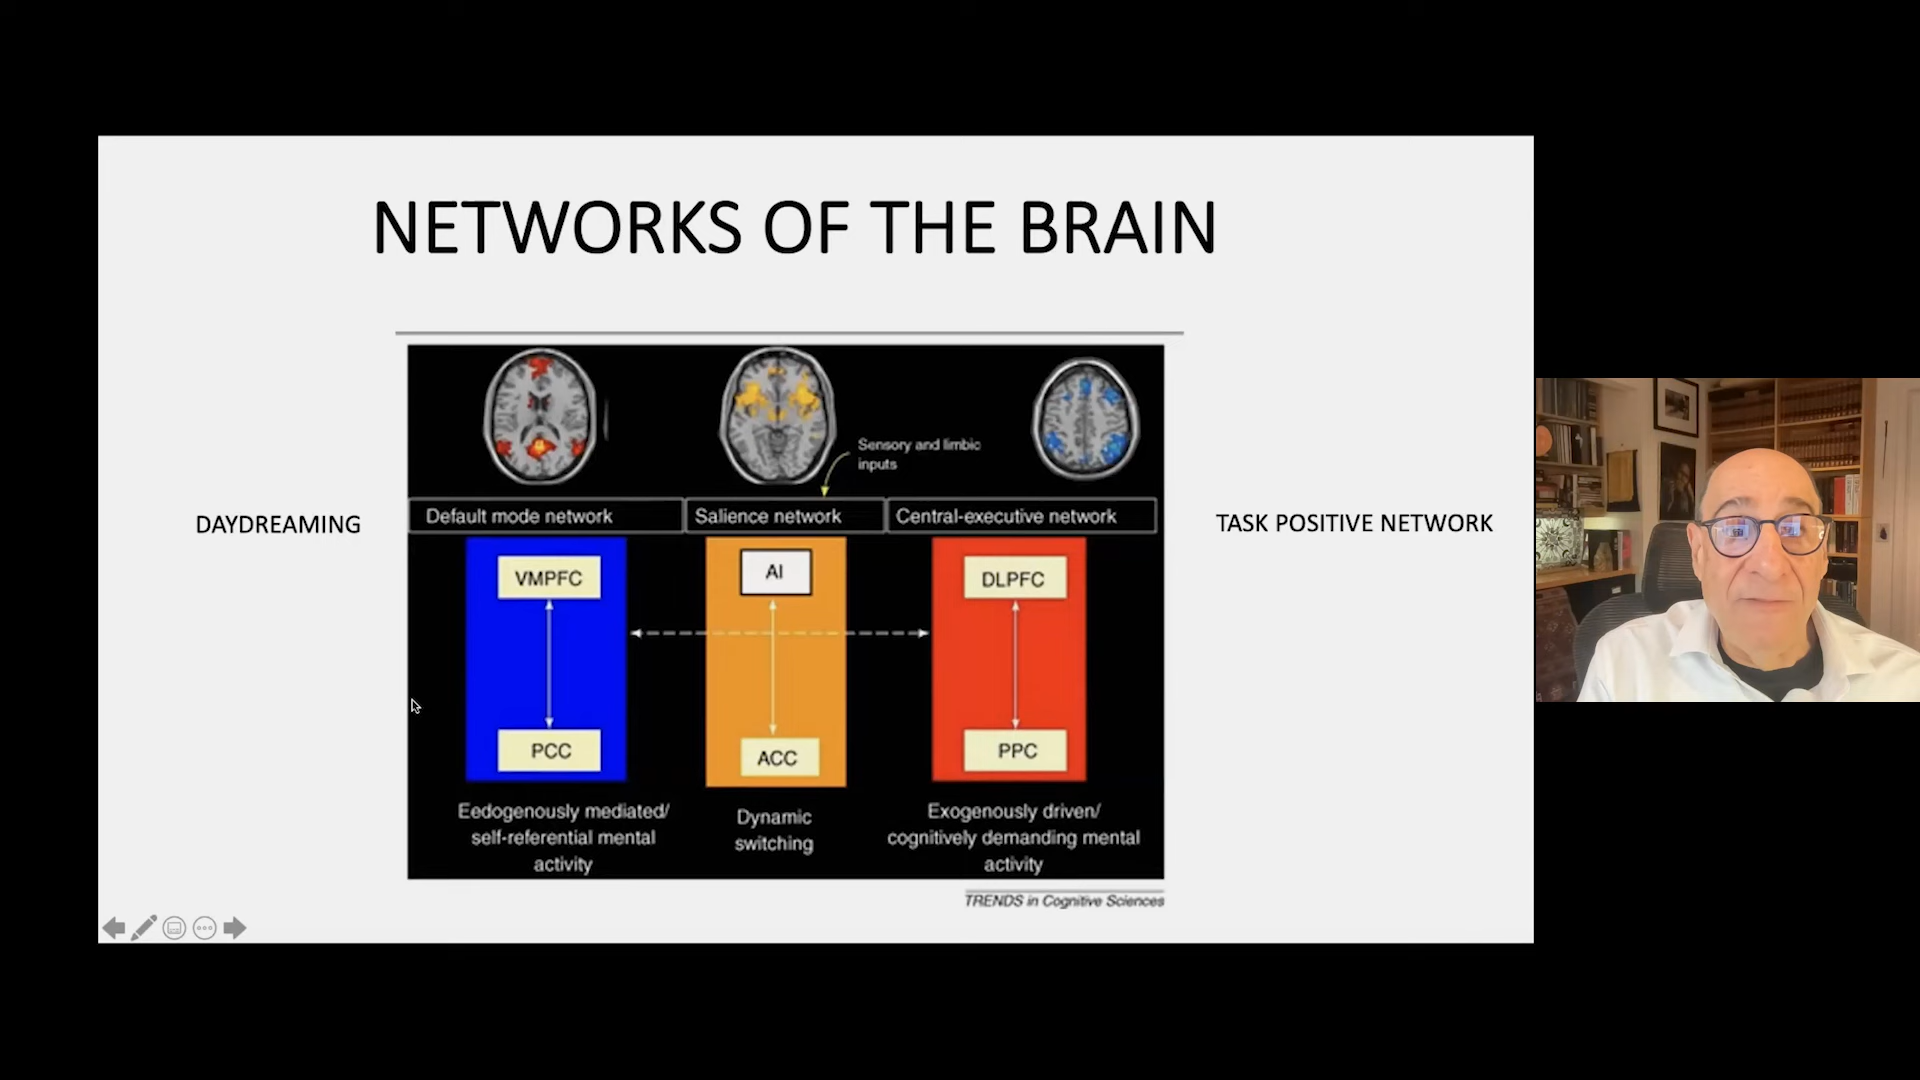 NETWORKS OF THE BRAIN
Sensory and limbic
inputs
DAYDREAMING
Default mode network
Salience network
Central-executive network
TASK POSITIVE NETWORK
VMPFC
AI
DLPFC
PCC
ACC
PPC
Eedogenously mediated/
self-referential mental
activity
Dynamic
switching
Exogenously driven/
cognitively demanding mental
activity
TRENDS in Cognitive Sciences